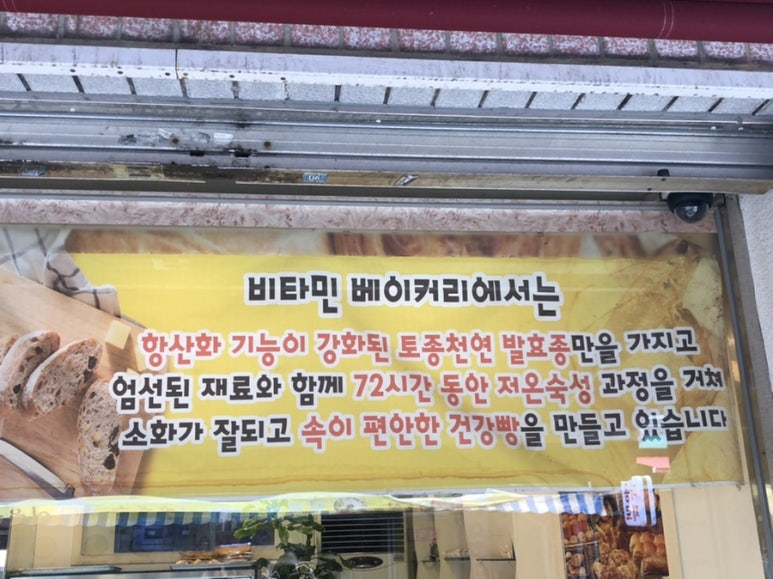 비타민 베이커리에서는
항산화 기능이 강화된 토종천연 발효종만을 가지고
엄선된 재료와 함께 72시간 동안 저온숙성 과정을 거쳐
소화가 잘되고 속이 편안한 건강빵을 만들고 있습니다